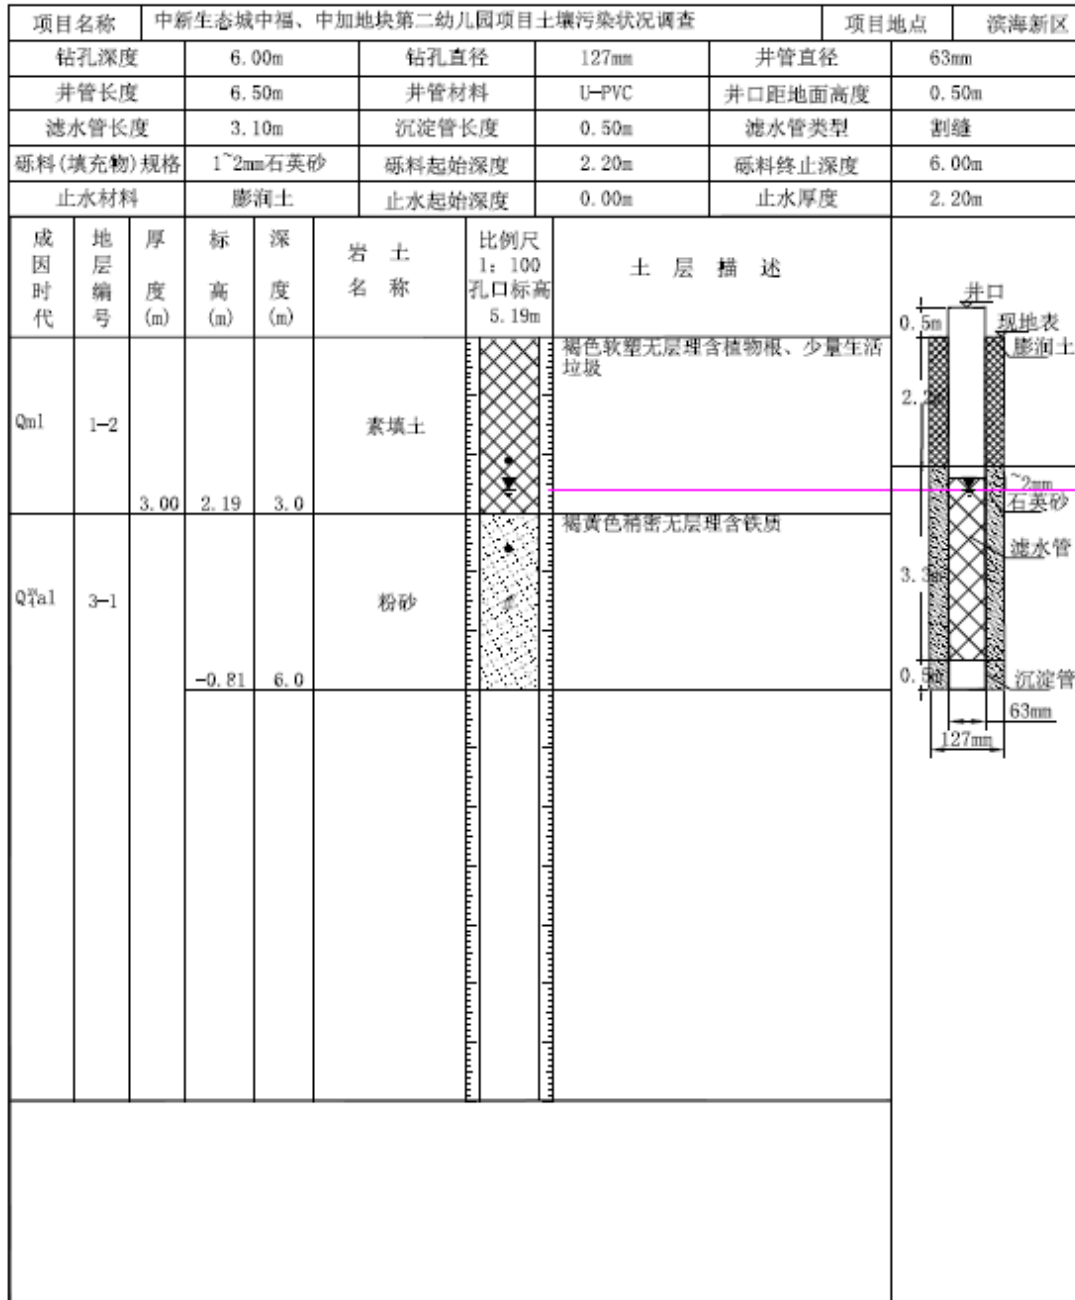 项目名称 中新生态城中福、中加地块第二幼儿园项目土壤污染状况调查 项目地点 滨海新区
钻孔深度 6.00m 钻孔直径 127mm 井管直径 63mm
井管长度 6.50m 井管材料 U-PVC 井口距地面高度 0.50m
滤水管长度 3.10m 沉淀管长度 0.50m 滤水管类型 割缝
砾料(填充物)规格 1~2mm石英砂 砾料起始深度 2.20m 砾料终止深度 6.00m
止水材料 膨润土 止水起始深度 0.00m 止水厚度 2.20m
成因时代 地层编号 厚度(m) 标高(m) 深度(m) 岩土名称 比例尺 1:100 孔口标高 5.19m 土层描述
井口
0.5m 现地表
褐色软塑无层理含植物根、少量生活 膨润土
垃圾
2.2
Qml 1-2 素填土
~2mm
3.00 2.19 3.0 石英砂
褐黄色稍密无层理含铁质
滤水管
3.3m
3-1 粉砂
-0.81 6.0 0.5m 沉淀管
63mm
127mm